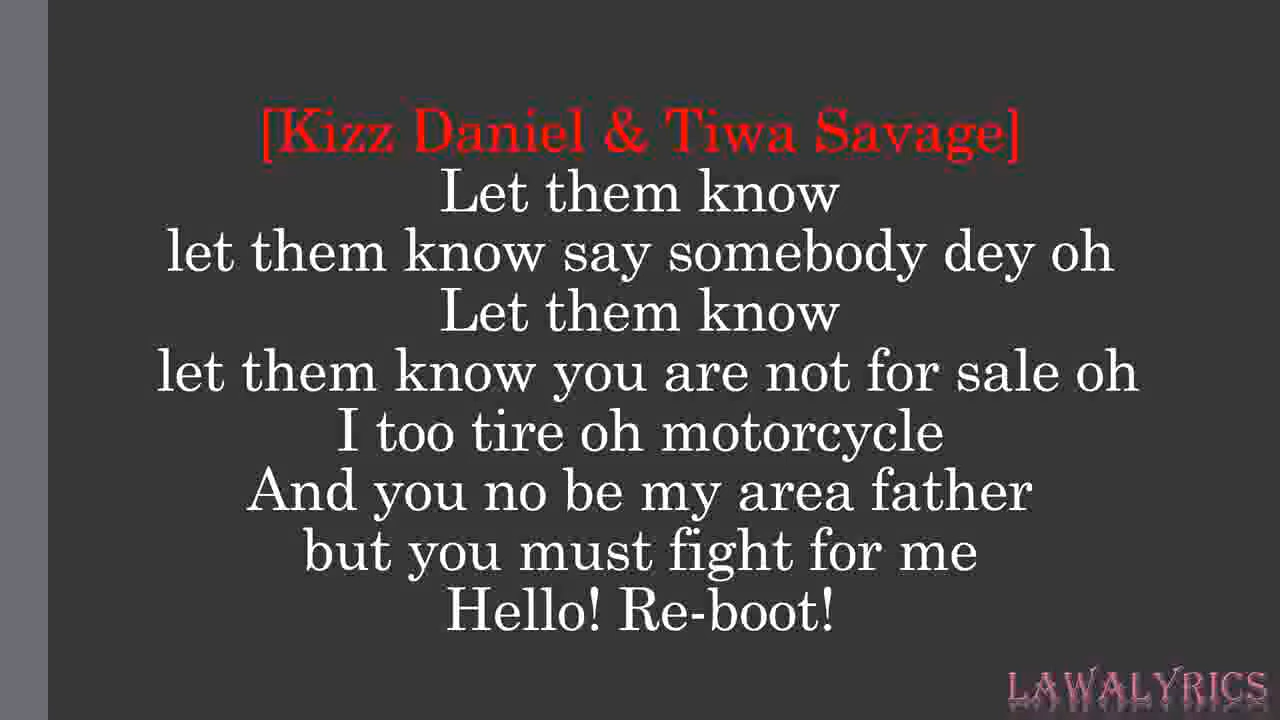 [Kizz Daniel & Tiwa Savage]
Let them know
let them know say somebody dey oh
Let them know
let them know you are not for sale oh
I too tire oh motorcycle
And you no be my area father
but you must fight for me
Hello! Re-boot!
LAWALYRICS